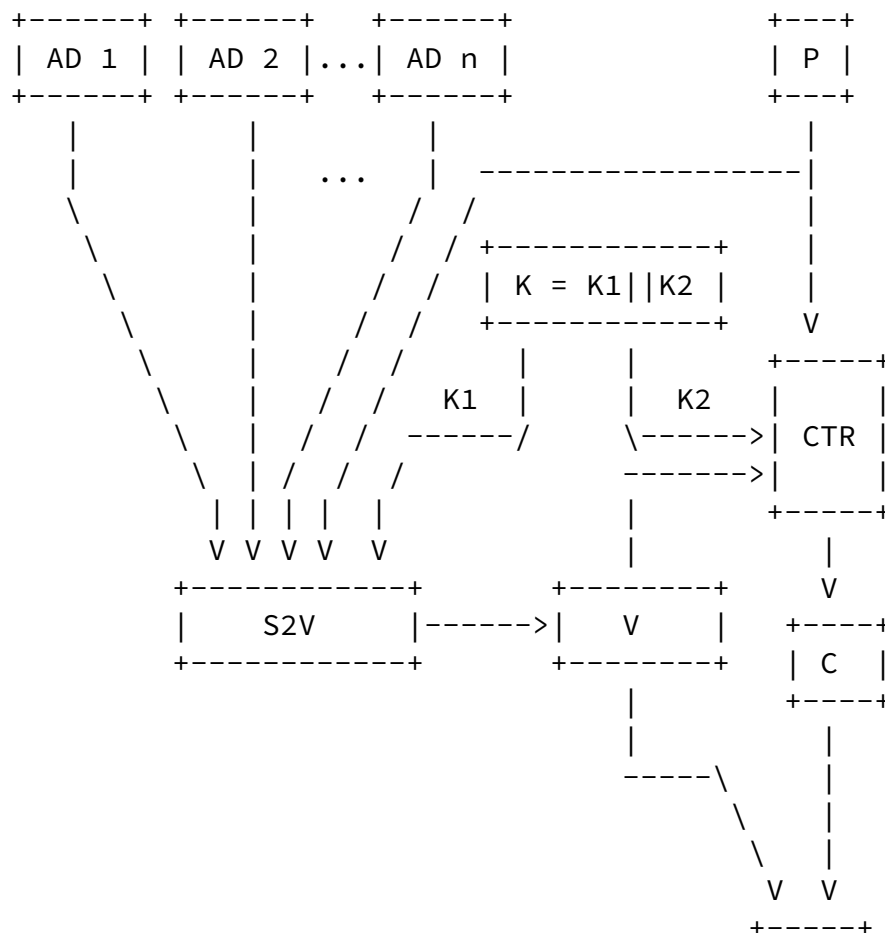 AD 1 AD 2 ... AD n P
...
K = K1||K2
K1 K2
CTR
V V V V V
S2V V
C
V V